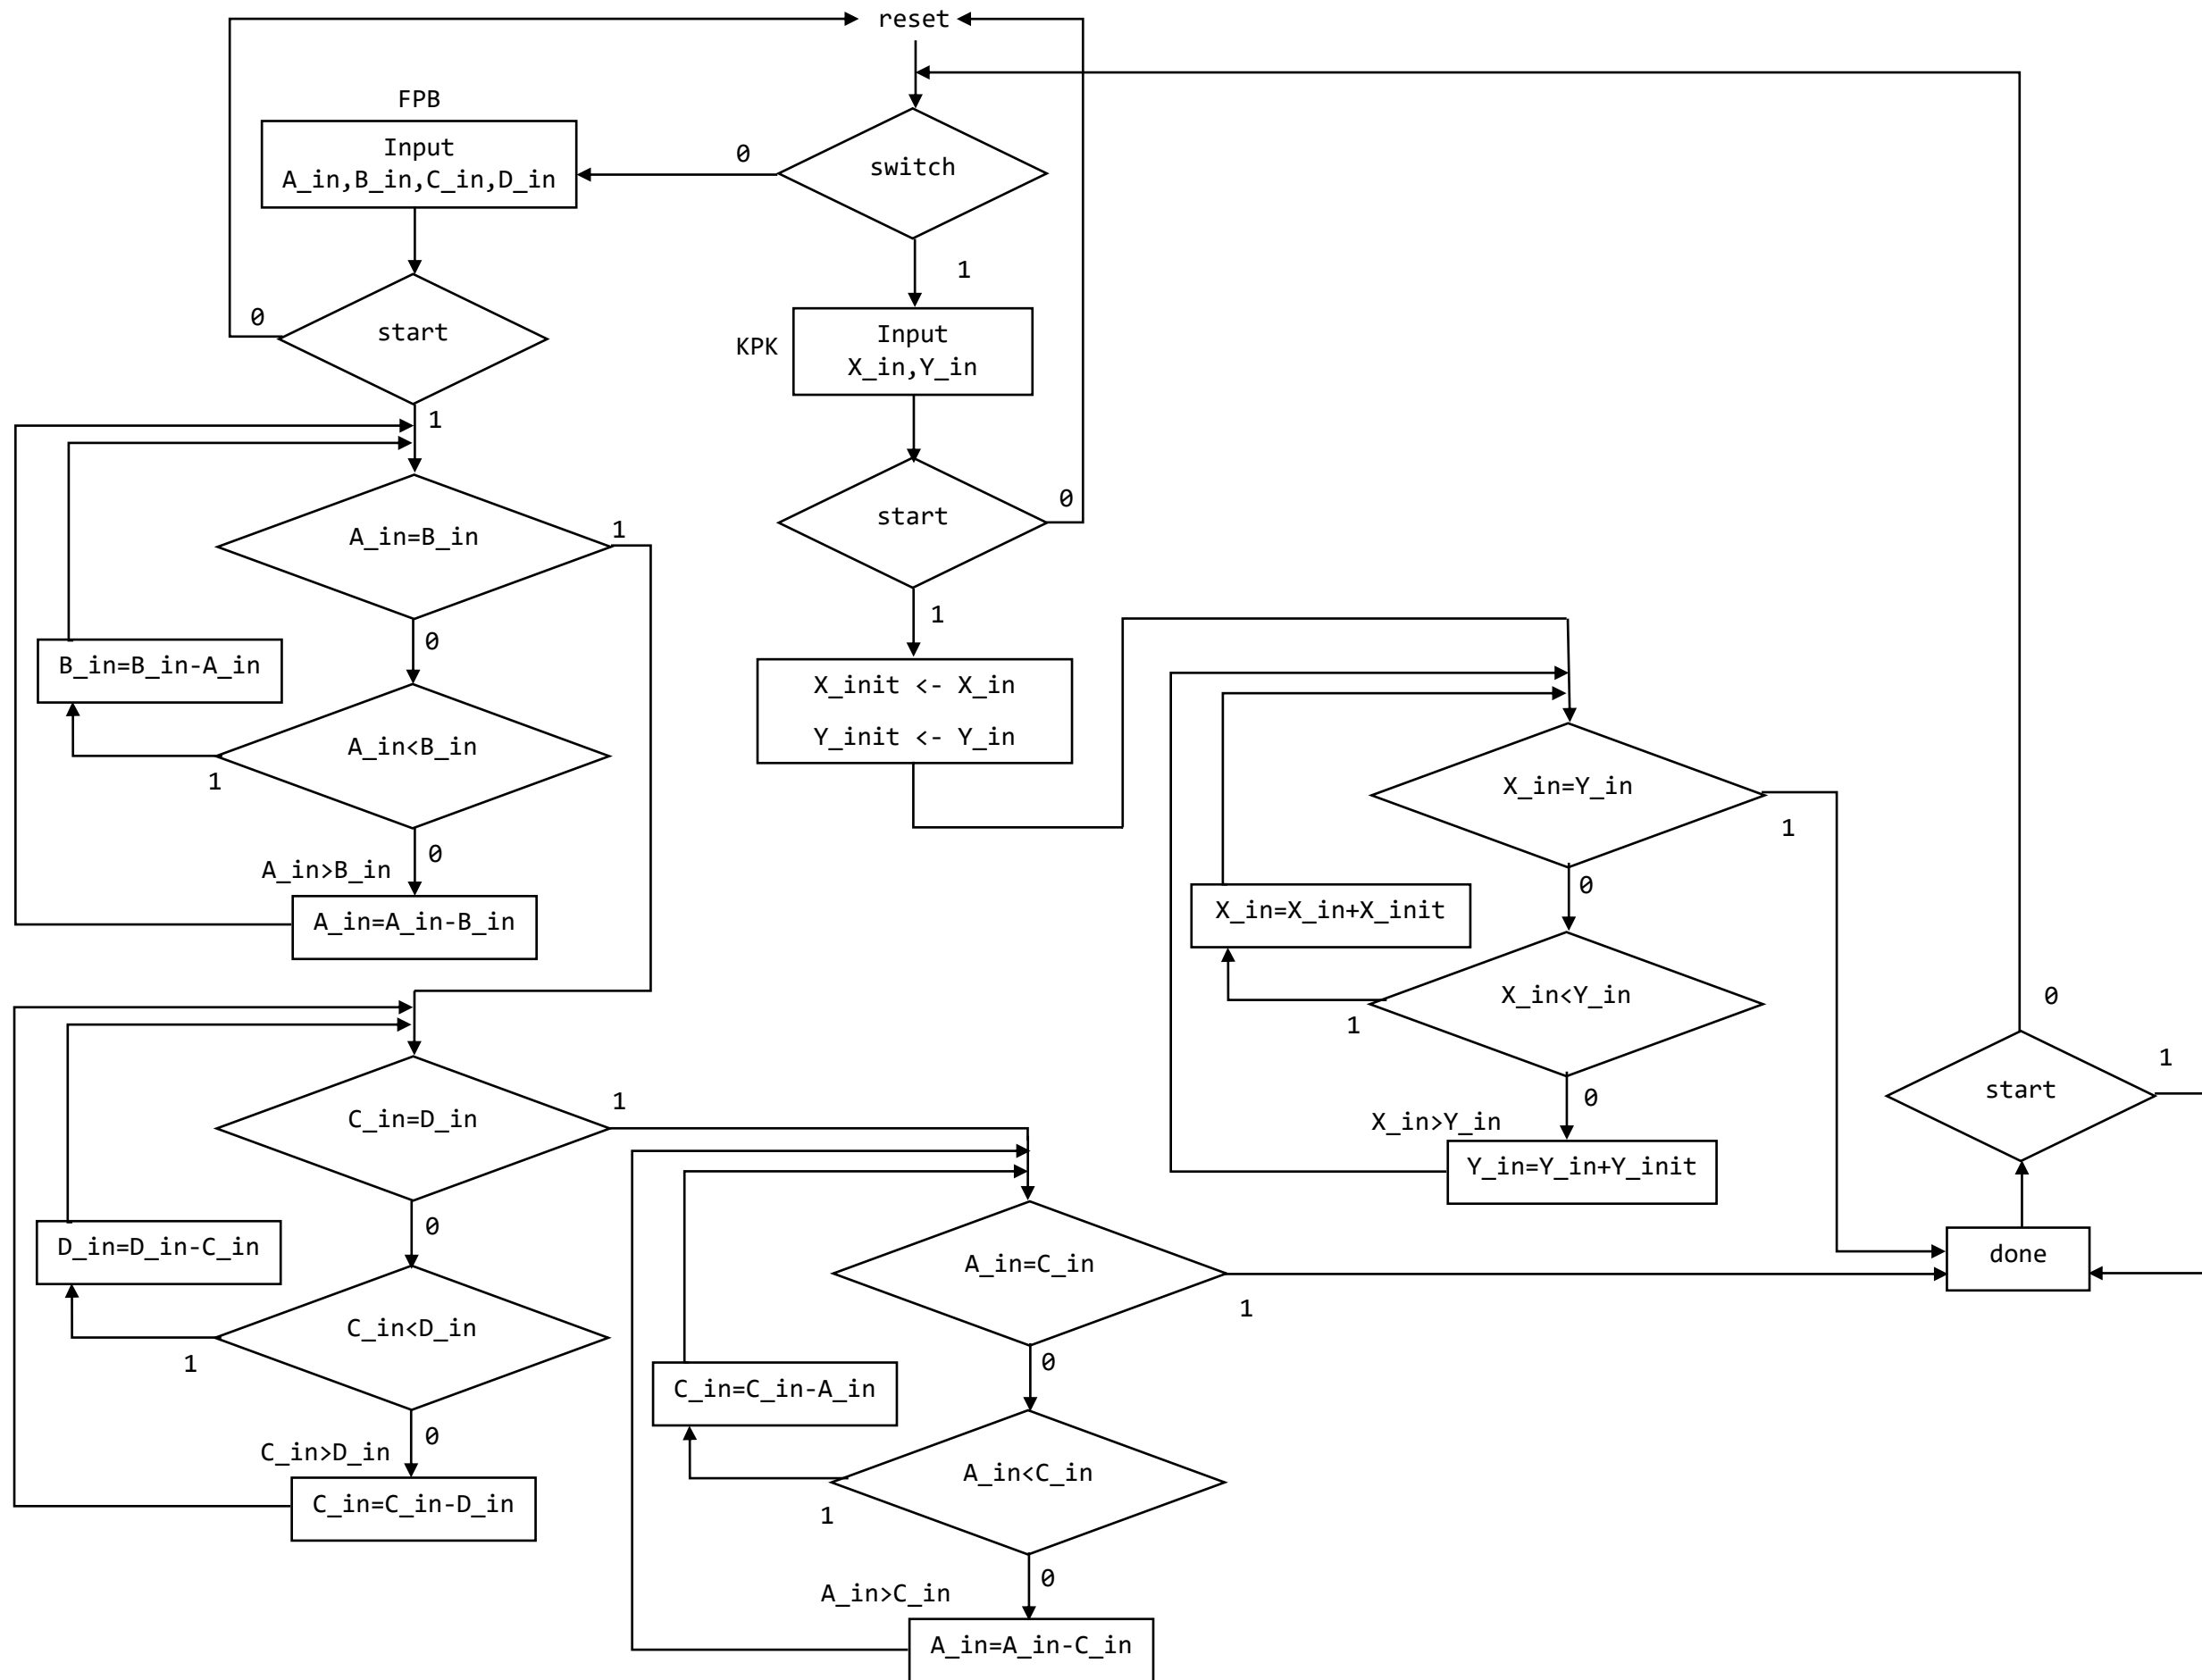 reset
FPB
Input
A_in,B_in,C_in,D_in
0
switch
1
0
start
1
KPK
Input
X_in,Y_in
start
0
1
A_in=B_in
1
0
B_in=B_in-A_in
A_in<B_in
1
0
A_in>B_in
A_in=A_in-B_in
X_init <- X_in
Y_init <- Y_in
X_in=Y_in
1
0
X_in=X_in+X_init
X_in<Y_in
1
0
X_in>Y_in
Y_in=Y_in+Y_init
0
start
1
done
C_in=D_in
1
0
D_in=D_in-C_in
C_in<D_in
1
0
C_in>D_in
C_in=C_in-D_in
A_in=C_in
1
0
C_in=C_in-A_in
A_in<C_in
1
0
A_in>C_in
A_in=A_in-C_in